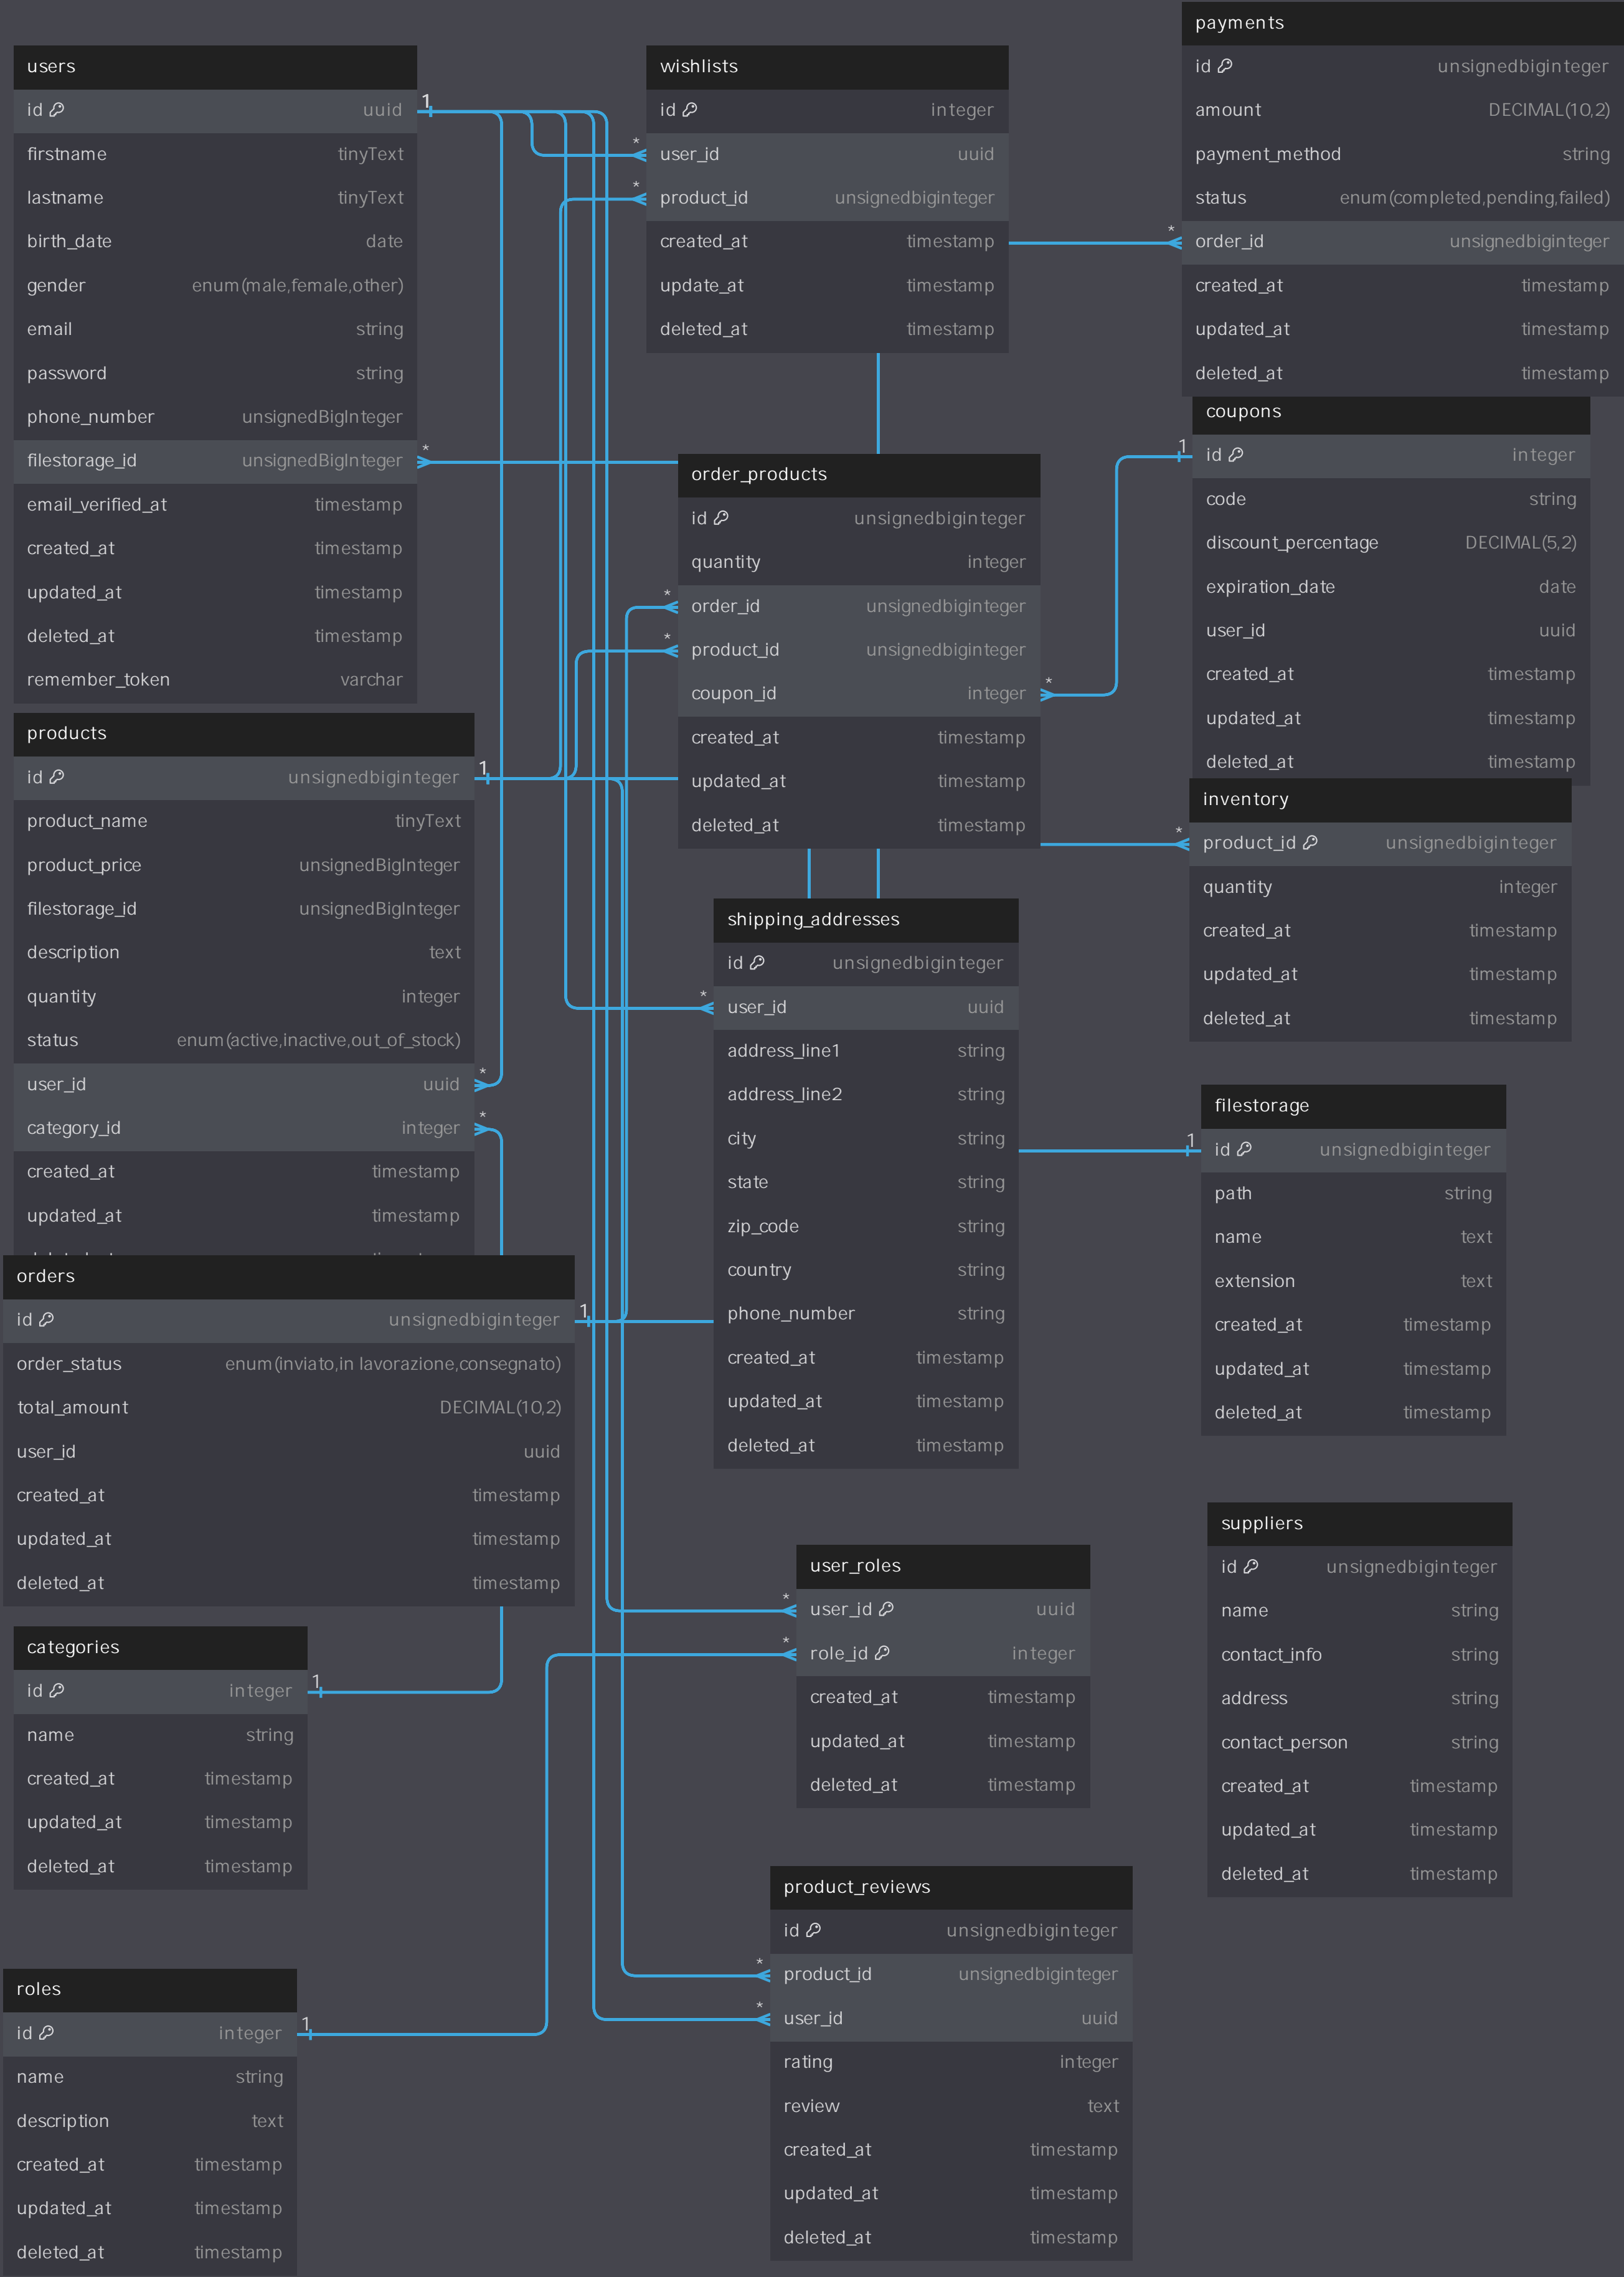 users
id uuid
firstname tinyText
lastname tinyText
birth_date date
gender enum(male,female,other)
email string
password string
phone_number unsignedBigInteger
filestorage_id unsignedBigInteger
email_verified_at timestamp
created_at timestamp
updated_at timestamp
deleted_at timestamp
remember_token varchar
1
*
products
id unsignedbiginteger
product_name tinyText
product_price unsignedBigInteger
filestorage_id unsignedBigInteger
description text
quantity integer
status enum(active,inactive,out_of_stock)
user_id uuid
category_id integer
created_at timestamp
updated_at timestamp
1
*
*
orders
id unsignedbiginteger
order_status enum(inviato,in lavorazione,consegnato)
total_amount DECIMAL(10,2)
user_id uuid
created_at timestamp
updated_at timestamp
deleted_at timestamp
1
categories
id integer
name string
created_at timestamp
updated_at timestamp
deleted_at timestamp
1
roles
id integer
name string
description text
created_at timestamp
updated_at timestamp
deleted_at timestamp
1
wishlists
id integer
* user_id uuid
* product_id unsignedbiginteger
created_at timestamp
update_at timestamp
deleted_at timestamp
order_products
id unsignedbiginteger
quantity integer
* order_id unsignedbiginteger
* product_id unsignedbiginteger
coupon_id integer *
created_at timestamp
updated_at timestamp
deleted_at timestamp
shipping_addresses
id unsignedbiginteger
* user_id uuid
address_line1 string
address_line2 string
city string
state string
zip_code string
country string
phone_number string
created_at timestamp
updated_at timestamp
deleted_at timestamp
user_roles
* user_id uuid
* role_id integer
created_at timestamp
updated_at timestamp
deleted_at timestamp
product_reviews
id unsignedbiginteger
* product_id unsignedbiginteger
* user_id uuid
rating integer
review text
created_at timestamp
updated_at timestamp
deleted_at timestamp
payments
id unsignedbiginteger
amount DECIMAL(10,2)
payment_method string
status enum(completed,pending,failed)
* order_id unsignedbiginteger
created_at timestamp
updated_at timestamp
deleted_at timestamp
coupons
1 id integer
code string
discount_percentage DECIMAL(5,2)
expiration_date date
user_id uuid
created_at timestamp
updated_at timestamp
deleted_at timestamp
inventory
* product_id unsignedbiginteger
quantity integer
created_at timestamp
updated_at timestamp
deleted_at timestamp
filestorage
1 id unsignedbiginteger
path string
name text
extension text
created_at timestamp
updated_at timestamp
deleted_at timestamp
suppliers
id unsignedbiginteger
name string
contact_info string
address string
contact_person string
created_at timestamp
updated_at timestamp
deleted_at timestamp